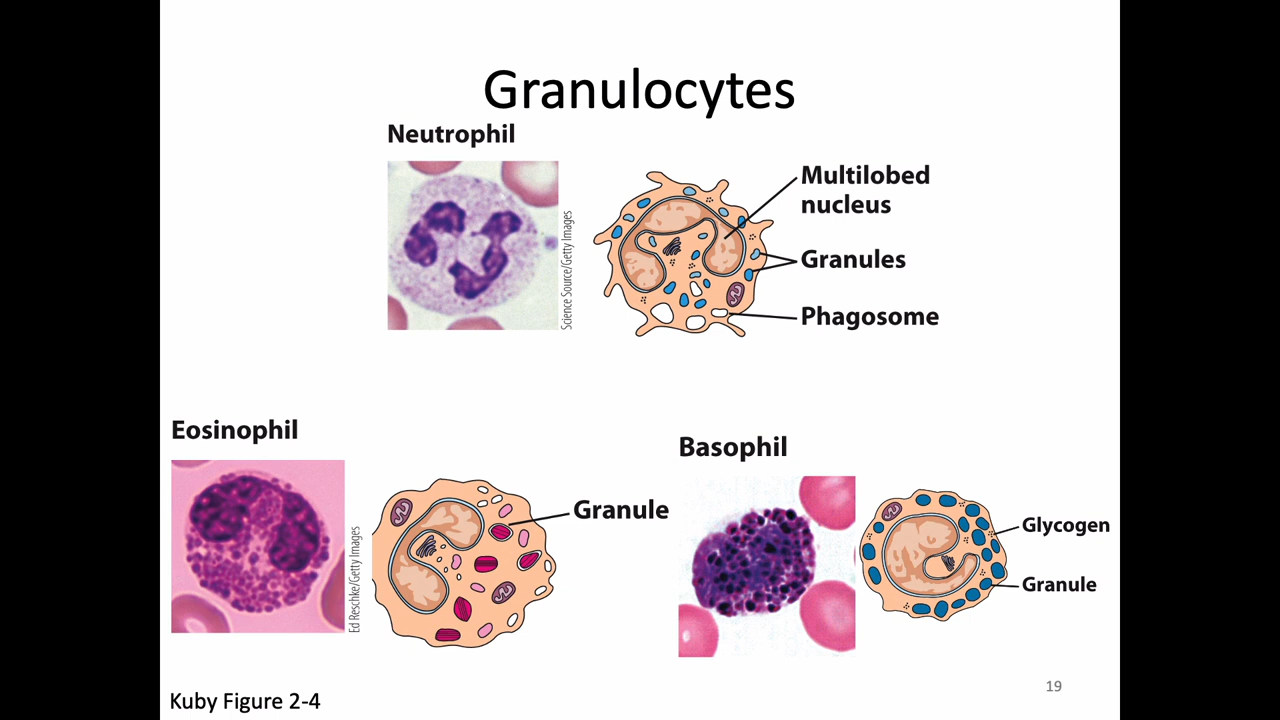 Granulocytes
Neutrophil
Science Source/Getty Images
Multilobed
nucleus
Granules
Phagosome
Eosinophil
Ed Reschke/Getty Images
Granule
Basophil
Glycogen
Granule
Kuby Figure 2-4
19